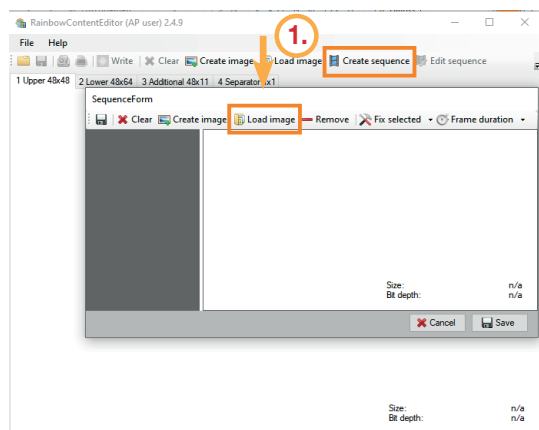 RainbowContentEditor (AP user) 2.4.9
1.
File Help
Write Clear Create image Load image Create sequence Edit sequence
1 Upper 48x48 2 Lower 48x64 3 Additional 48x11 4 Separator x1
SequenceForm
Clear Create image Load image Remove Fix selected Frame duration
Size: n/a
Bit depth: n/a
Cancel Save
Size: n/a
Bit depth: n/a